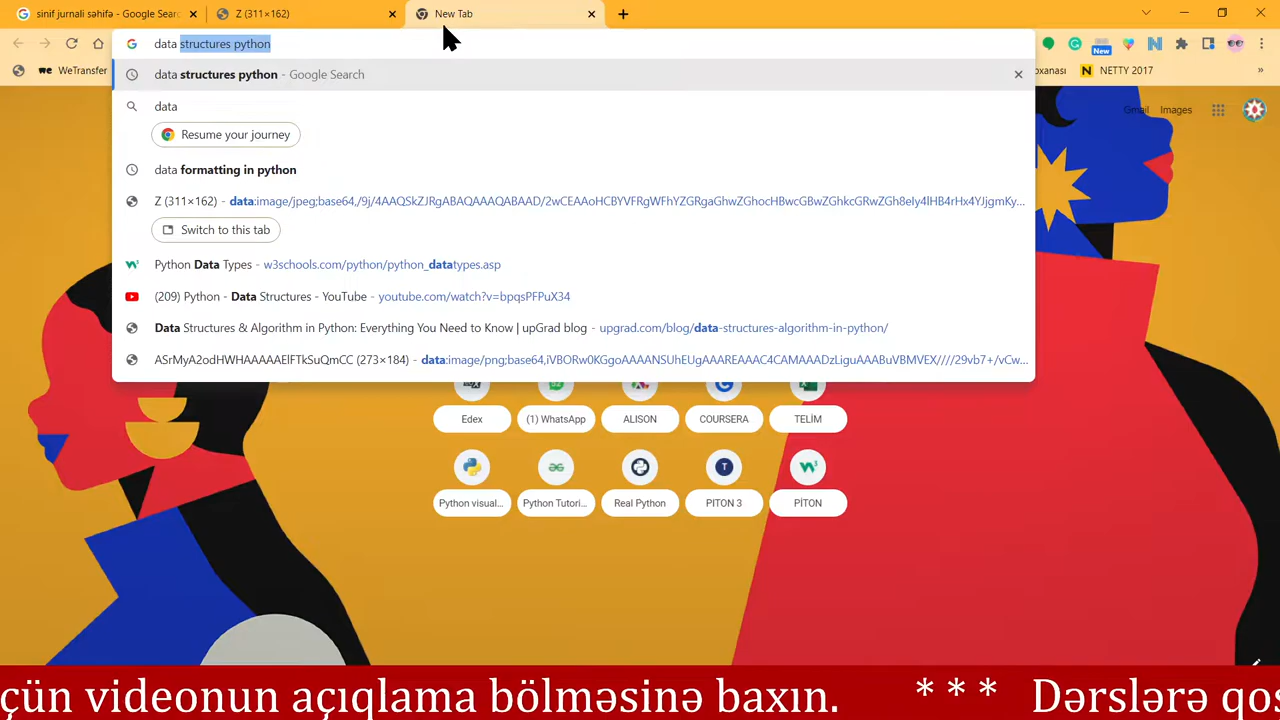 sinif jurnali səhifə - Google Searc
Z (311×162)
New Tab
data structures python
New
WeTransfer
oxanası
NETTY 2017
»
data structures python - Google Search
data
Resume your journey
data formatting in python
Z (311×162) - data:image/jpeg;base64,/9j/4AAQSkZJRgABAQAAAQABAAD/2wCEAAoHCBYVFRgWFhYZGRgaGhwZGhocHBwcGBwZGhkcGRwZGh8eIy4lHB4rHx4YJjgmKy...
Switch to this tab
Python Data Types - w3schools.com/python/python_datatypes.asp
(209) Python - Data Structures - YouTube - youtube.com/watch?v=bpqsPFPuX34
Data Structures & Algorithm in Python: Everything You Need to Know | upGrad blog - upgrad.com/blog/data-structures-algorithm-in-python/
ASrMyA2odHWHAAAAAElFTkSuQmCC (273×184) - data:image/png;base64,iVBORw0KGgoAAAANSUhEUgAAAREAAAC4CAMAAADzLiguAAABuVBMVEX////29vb7+/vCw...
Gmail
Images
Edex
(1) WhatsApp
ALISON
COURSERA
TELİM
Python visual...
Python Tutori...
Real Python
PITON 3
PİTON
çün videonun açıqlama bölməsinə baxın. * * * Dərslərə qoş